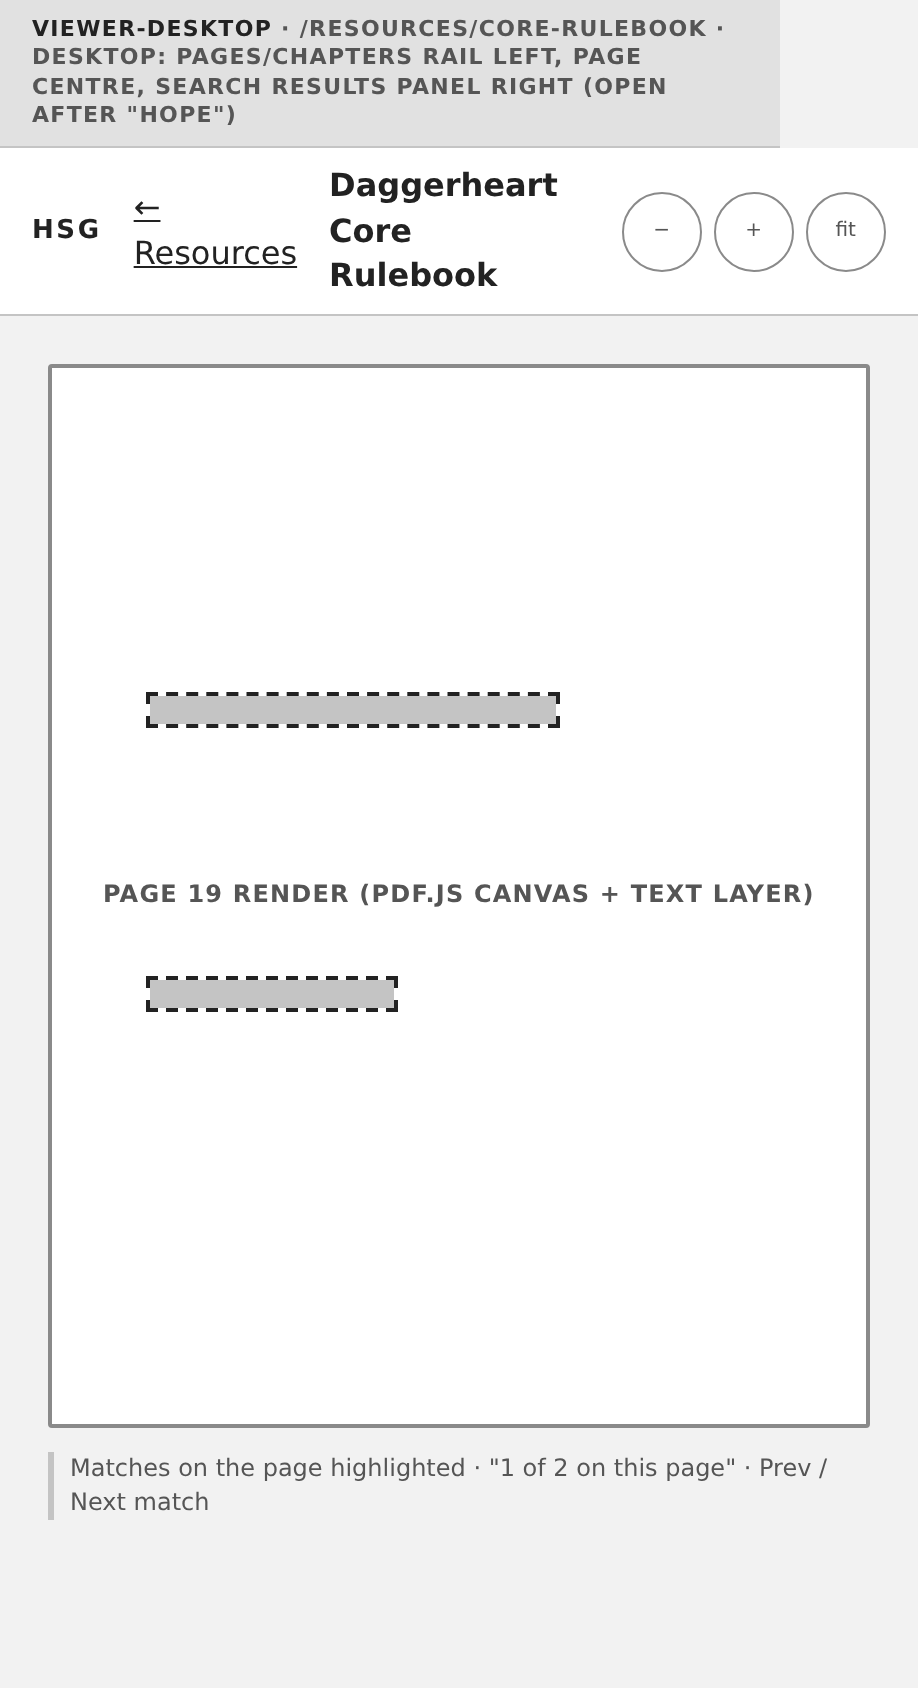 VIEWER-DESKTOP · /RESOURCES/CORE-RULEBOOK ·
DESKTOP: PAGES/CHAPTERS RAIL LEFT, PAGE
CENTRE, SEARCH RESULTS PANEL RIGHT (OPEN
AFTER "HOPE")
HSG
←
Resources
Daggerheart
Core
Rulebook
−
+
fit
PAGE 19 RENDER (PDF.JS CANVAS + TEXT LAYER)
Matches on the page highlighted · "1 of 2 on this page" · Prev /
Next match